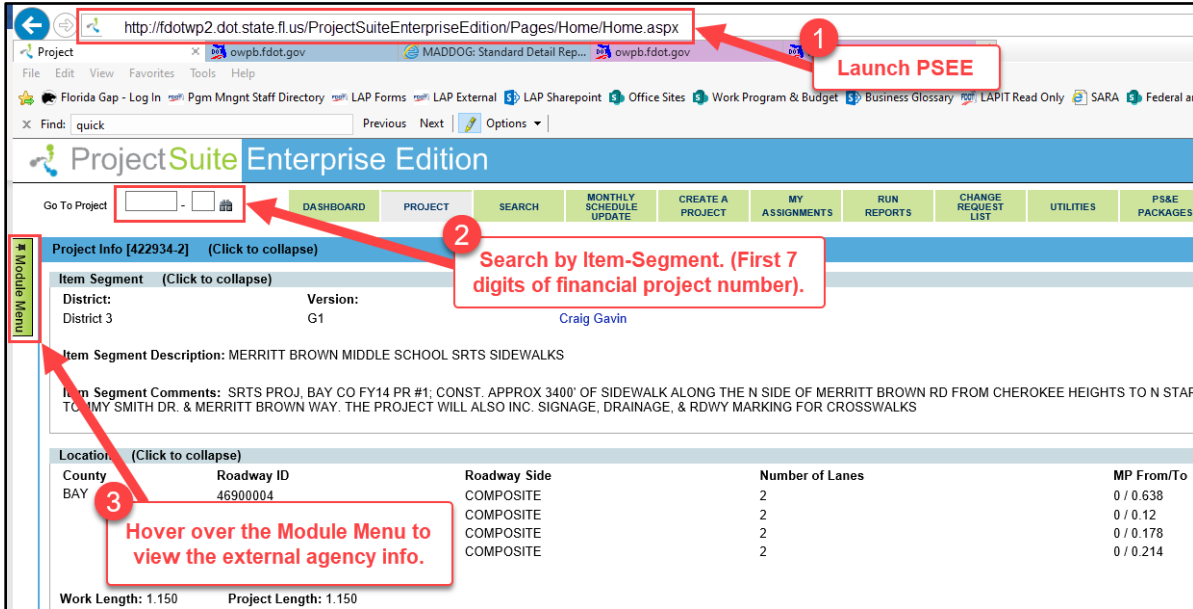 http://fdotwp2.dot.state.fl.us/ProjectSuiteEnterpriseEdition/Pages/Home/Home.aspx
1
Launch PSEE
Project × owpb.fdot.gov MADDOG: Standard Detail Rep... owpb.fdot.gov
File Edit View Favorites Tools Help
Florida Gap - Log In Pgm Mngnt Staff Directory LAP Forms LAP External LAP Sharepoint Office Sites Work Program & Budget Business Glossary LAPIT Read Only SARA Federal a
× Find: quick Previous Next Options
ProjectSuite Enterprise Edition
Go To Project - DASHBOARD PROJECT SEARCH MONTHLY SCHEDULE UPDATE CREATE A PROJECT MY ASSIGNMENTS RUN REPORTS CHANGE REQUEST LIST UTILITIES PS&E PACKAGES
2
Search by Item-Segment. (First 7
digits of financial project number).
Module Menu
Project Info [422934-2] (Click to collapse)
Item Segment (Click to collapse)
District: Version:
District 3 G1 Craig Gavin
Item Segment Description: MERRITT BROWN MIDDLE SCHOOL SRTS SIDEWALKS
Item Segment Comments: SRTS PROJ, BAY CO FY14 PR #1; CONST. APPROX 3400' OF SIDEWALK ALONG THE N SIDE OF MERRITT BROWN RD FROM CHEROKEE HEIGHTS TO N STAR
TOMMY SMITH DR. & MERRITT BROWN WAY. THE PROJECT WILL ALSO INC. SIGNAGE, DRAINAGE, & RDWY MARKING FOR CROSSWALKS
Location (Click to collapse)
County Roadway ID Roadway Side Number of Lanes MP From/To
BAY 46900004 COMPOSITE 2 0 / 0.638
COMPOSITE 2 0 / 0.12
COMPOSITE 2 0 / 0.178
COMPOSITE 2 0 / 0.214
3
Hover over the Module Menu to
view the external agency info.
Work Length: 1.150 Project Length: 1.150